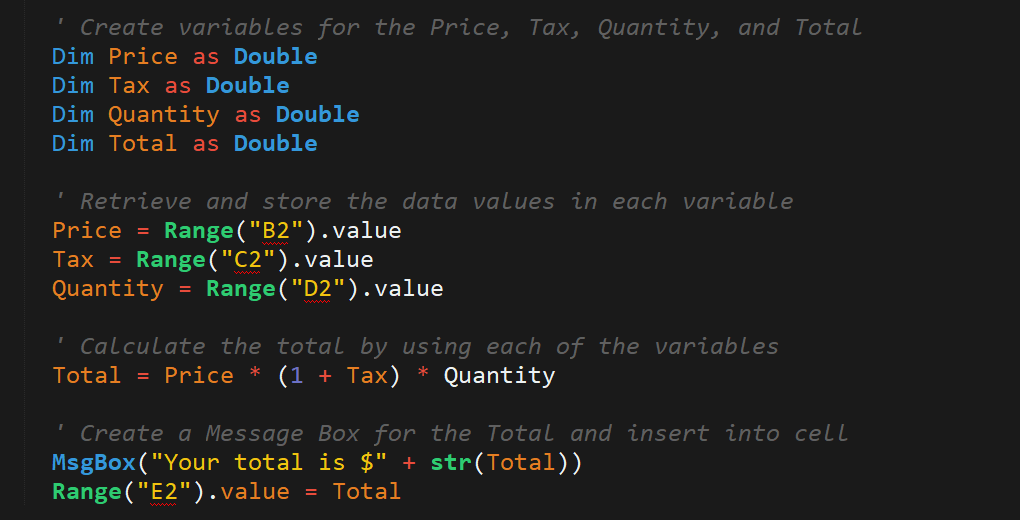 ' Create variables for the Price, Tax, Quantity, and Total
Dim Price as Double
Dim Tax as Double
Dim Quantity as Double
Dim Total as Double
' Retrieve and store the data values in each variable
Price = Range("B2").value
Tax = Range("C2").value
Quantity = Range("D2").value
' Calculate the total by using each of the variables
Total = Price * (1 + Tax) * Quantity
' Create a Message Box for the Total and insert into cell
MsgBox("Your total is $" + str(Total))
Range("E2").value = Total